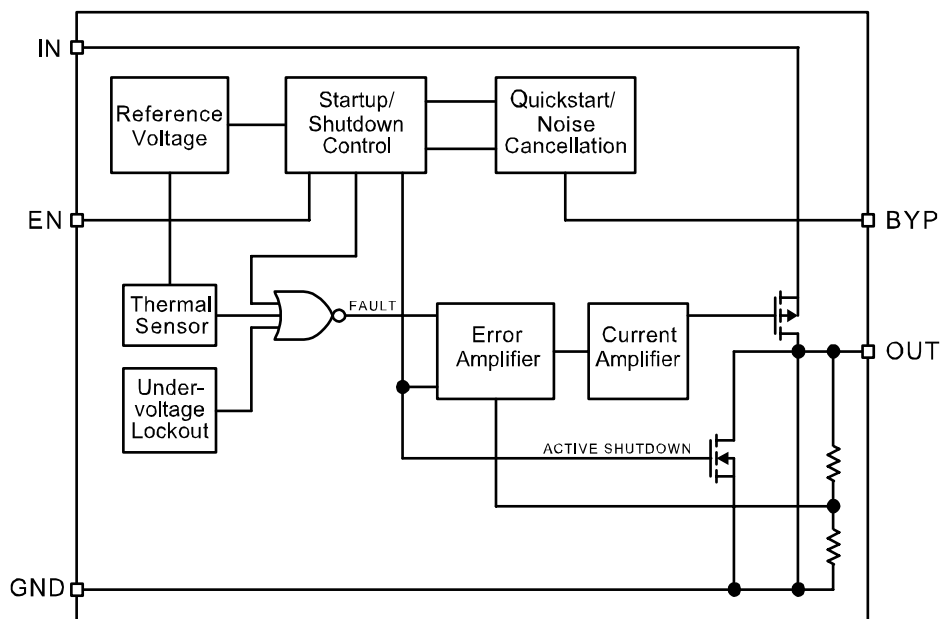 IN
Reference
Voltage
Startup/
Shutdown
Control
Quickstart/
Noise
Cancellation
EN
BYP
Thermal
Sensor
FAULT
Error
Amplifier
Current
Amplifier
OUT
Under-
voltage
Lockout
ACTIVE SHUTDOWN
GND